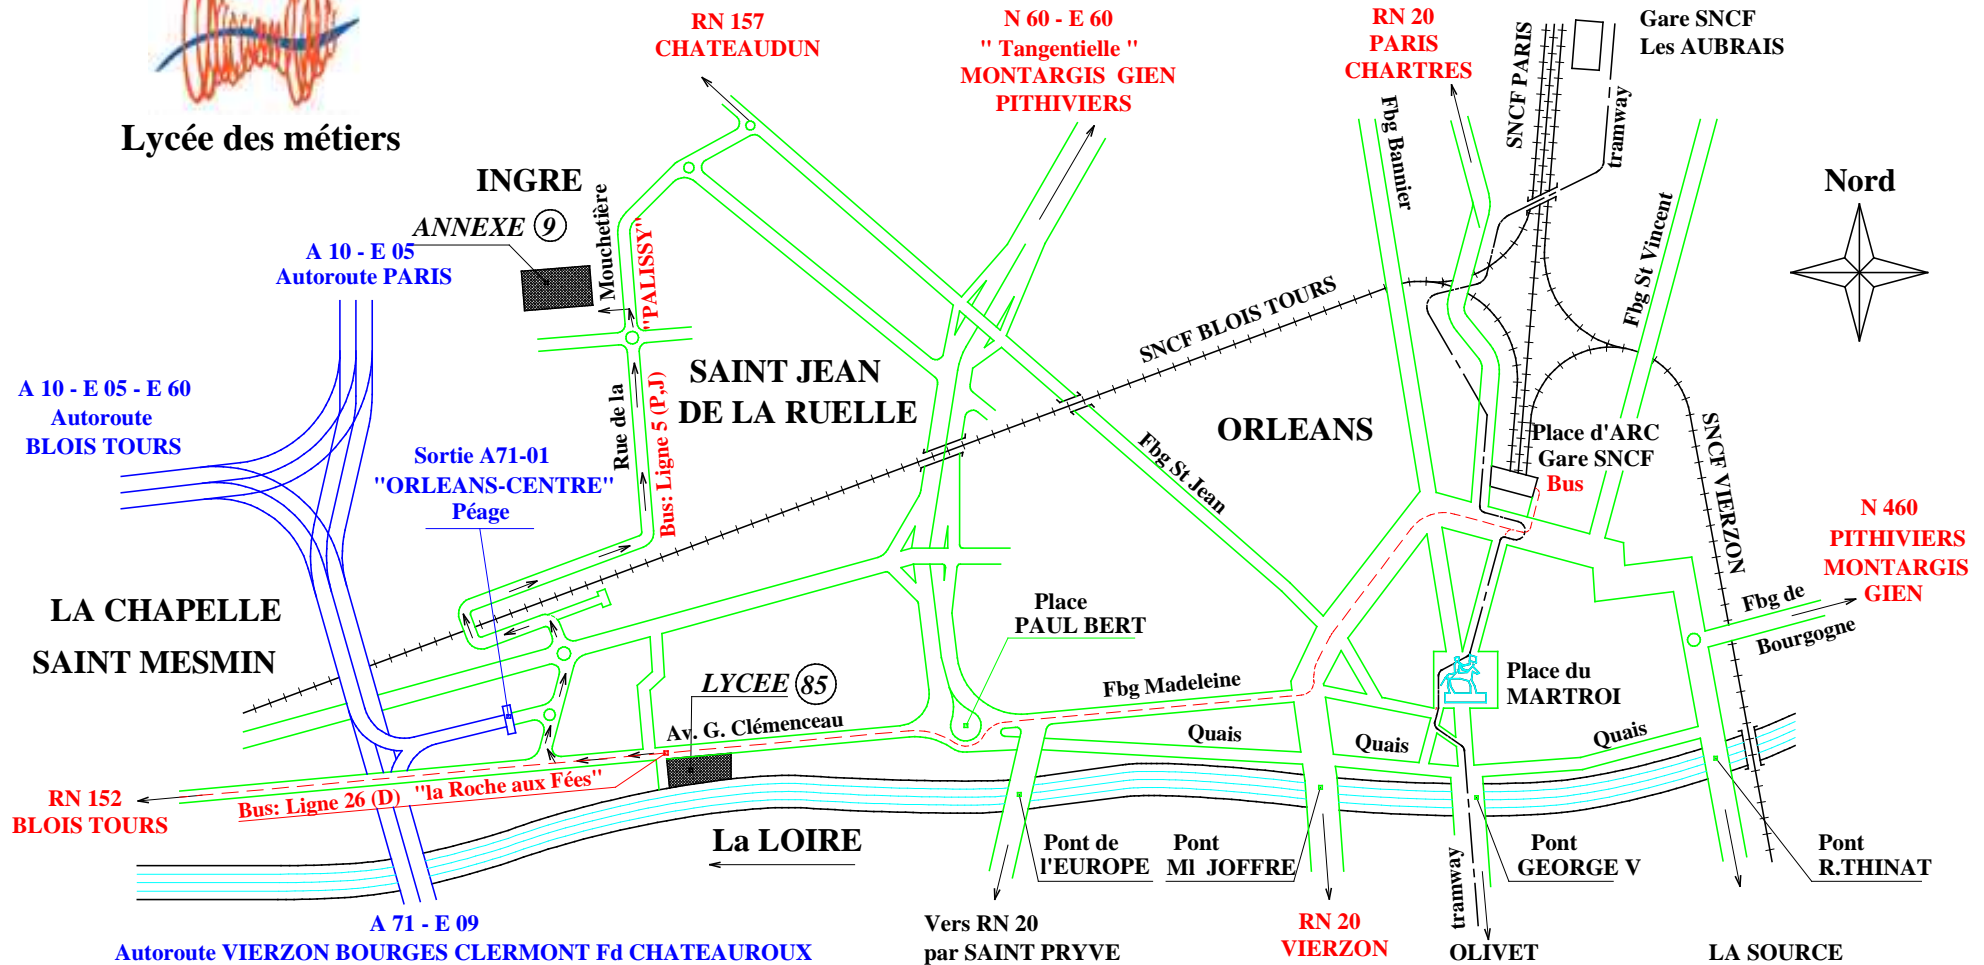 RN 157
CHATEAUDUN
N 60 - E 60
" Tangentielle "
MONTARGIS GIEN
PITHIVIERS
RN 20
PARIS
CHARTRES
SNCF PARIS
Gare SNCF
Les AUBRAIS
tramway
Lycée des métiers
Fbg Bannier
INGRE
ANNEXE 9
Mouchetière
"PALISSY"
Nord
A 10 - E 05
Autoroute PARIS
Fbg St Vincent
SNCF BLOIS TOURS
A 10 - E 05 - E 60
Autoroute
BLOIS TOURS
SAINT JEAN
DE LA RUELLE
Rue de la
Bus: Ligne 5 (P,J)
ORLEANS
Sortie A71-01
"ORLEANS-CENTRE"
Péage
Fbg St Jean
Place d'ARC
Gare SNCF
Bus
SNCF VIERZON
N 460
PITHIVIERS
MONTARGIS
GIEN
LA CHAPELLE
SAINT MESMIN
Place
PAUL BERT
Fbg de
Bourgogne
LYCEE 85
Fbg Madeleine
Place du
MARTROI
Av. G. Clémenceau
Quais
Quais
Quais
RN 152
BLOIS TOURS
Bus: Ligne 26 (D) "la Roche aux Fées"
La LOIRE
Pont de
l'EUROPE
Pont
Ml JOFFRE
Pont
GEORGE V
Pont
R.THINAT
tramway
A 71 - E 09
Autoroute VIERZON BOURGES CLERMONT Fd CHATEAUROUX
Vers RN 20
par SAINT PRYVE
RN 20
VIERZON
OLIVET
LA SOURCE